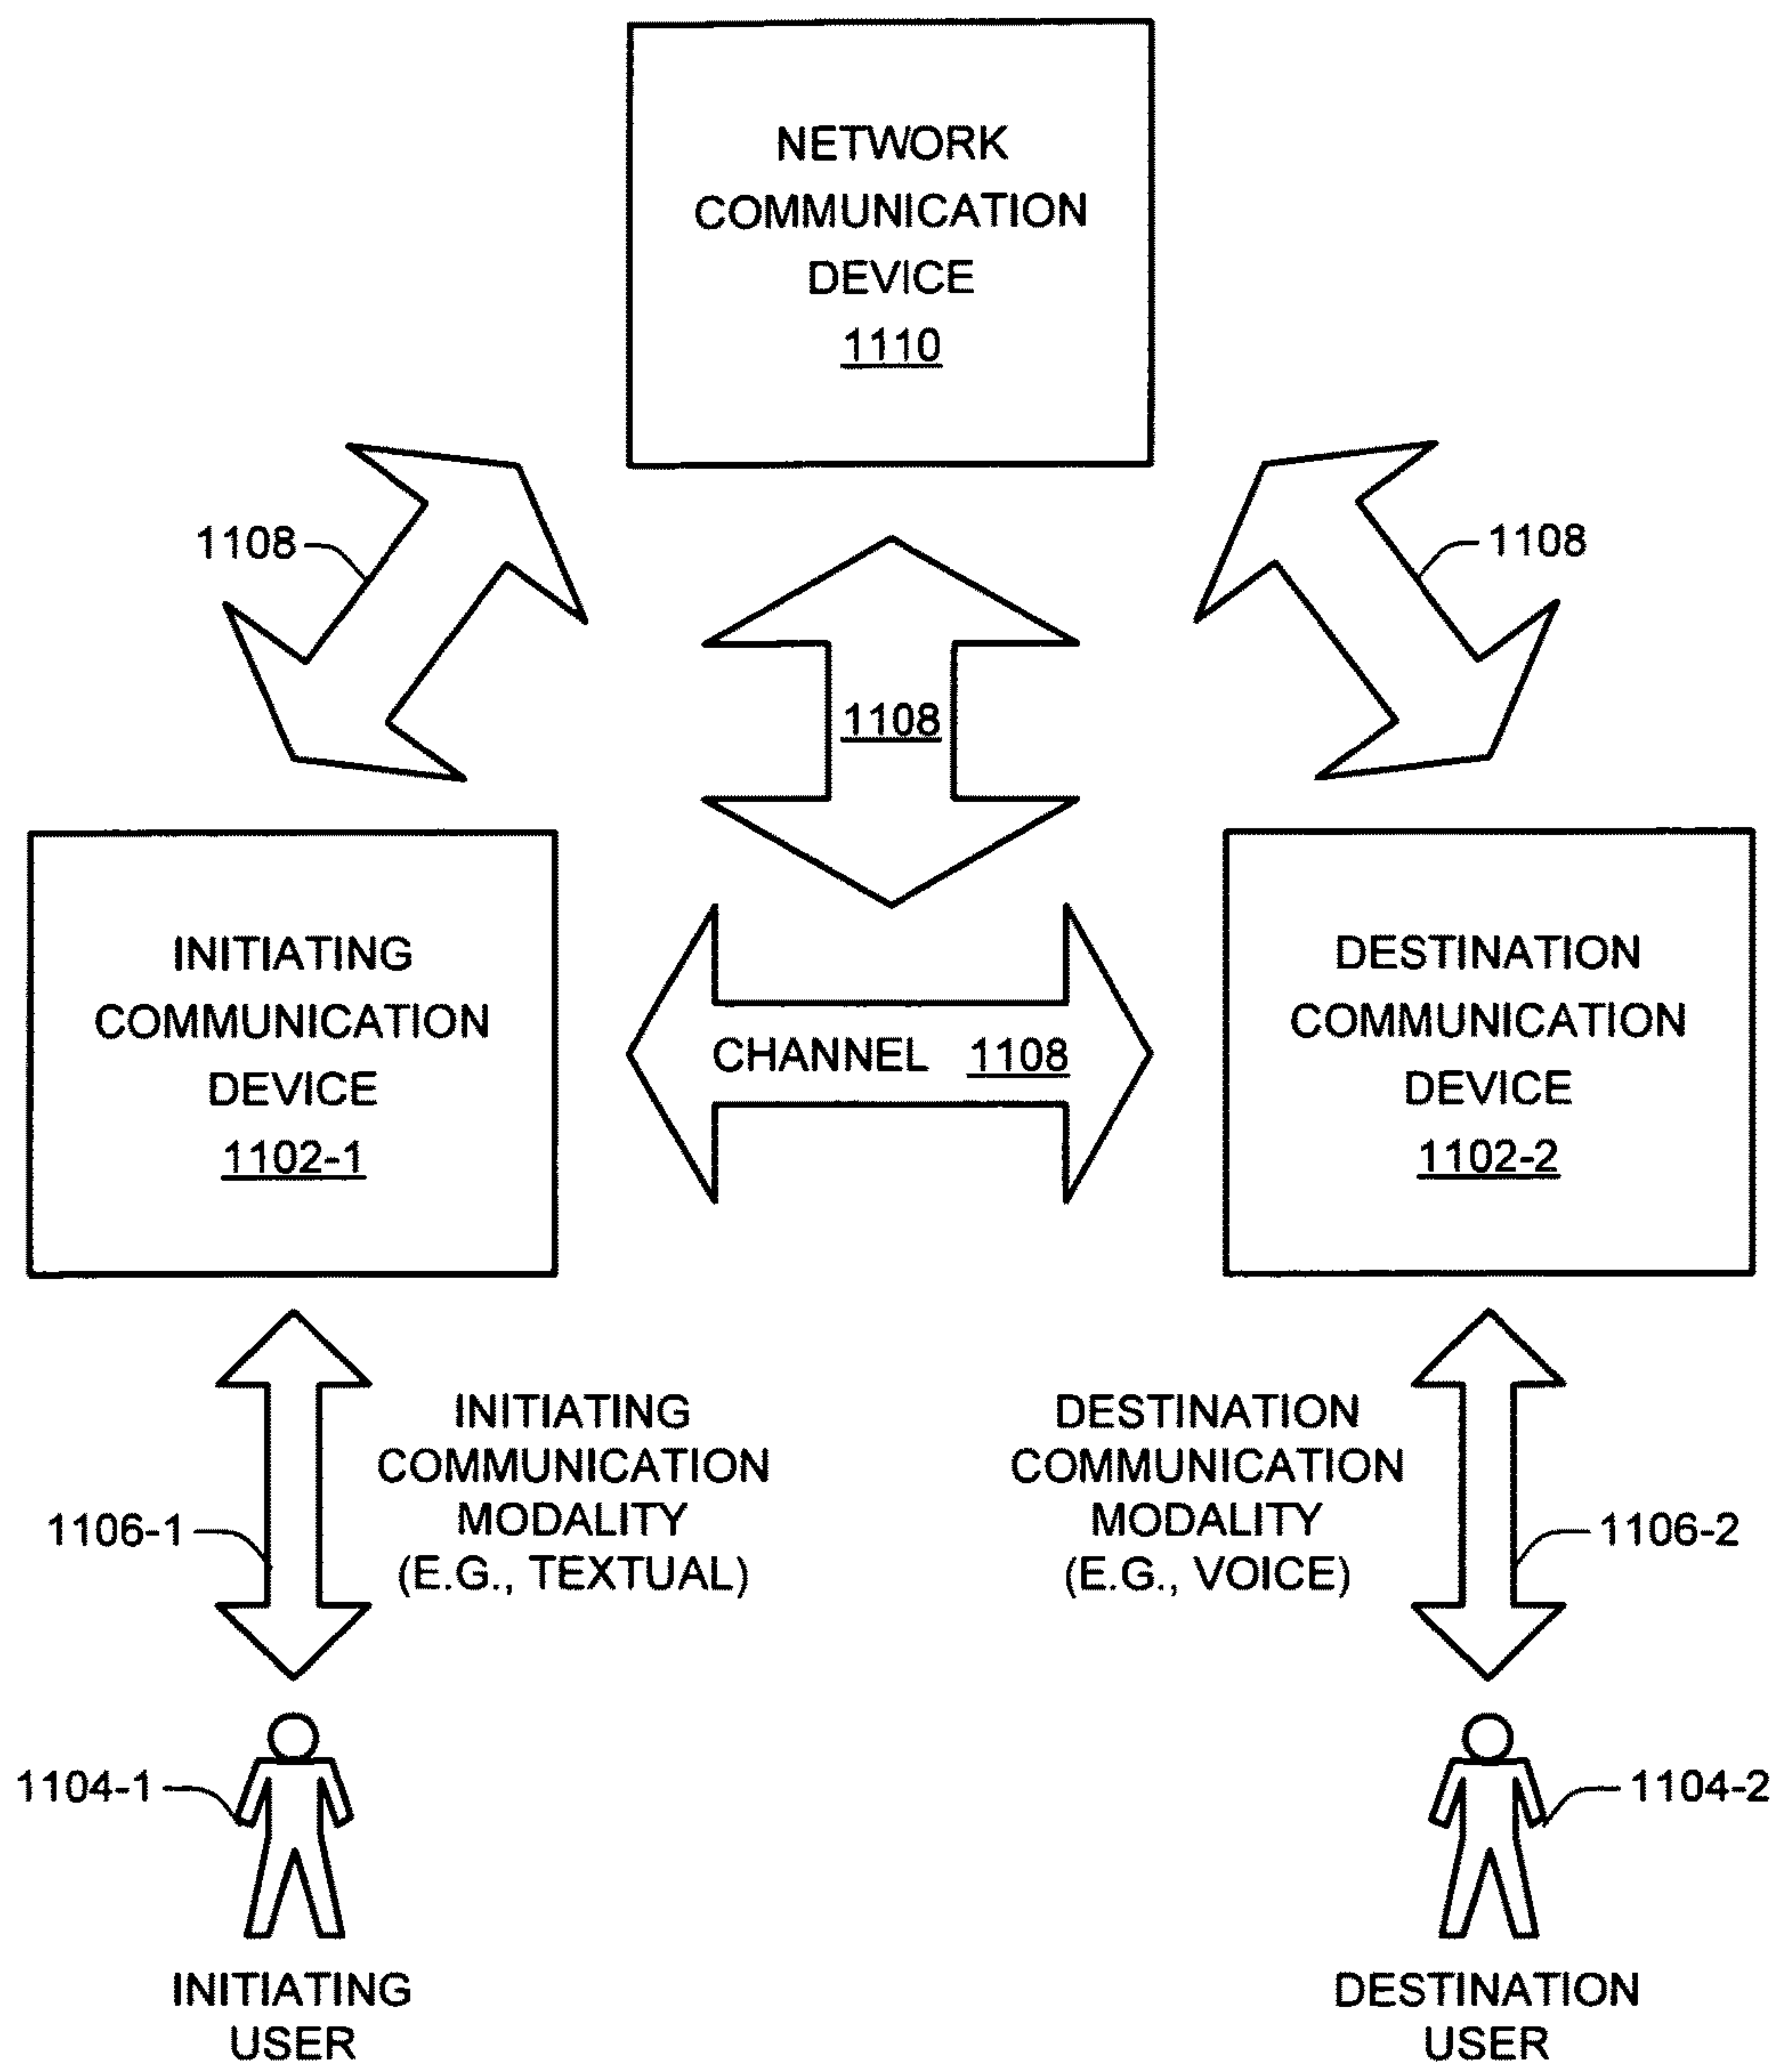 NETWORK
COMMUNICATION
DEVICE
1110
1108
1108
1108
INITIATING
COMMUNICATION
DEVICE
1102-1
CHANNEL 1108
DESTINATION
COMMUNICATION
DEVICE
1102-2
1106-1
INITIATING
COMMUNICATION
MODALITY
(E.G., TEXTUAL)
DESTINATION
COMMUNICATION
MODALITY
(E.G., VOICE)
1106-2
1104-1
1104-2
INITIATING
USER
DESTINATION
USER